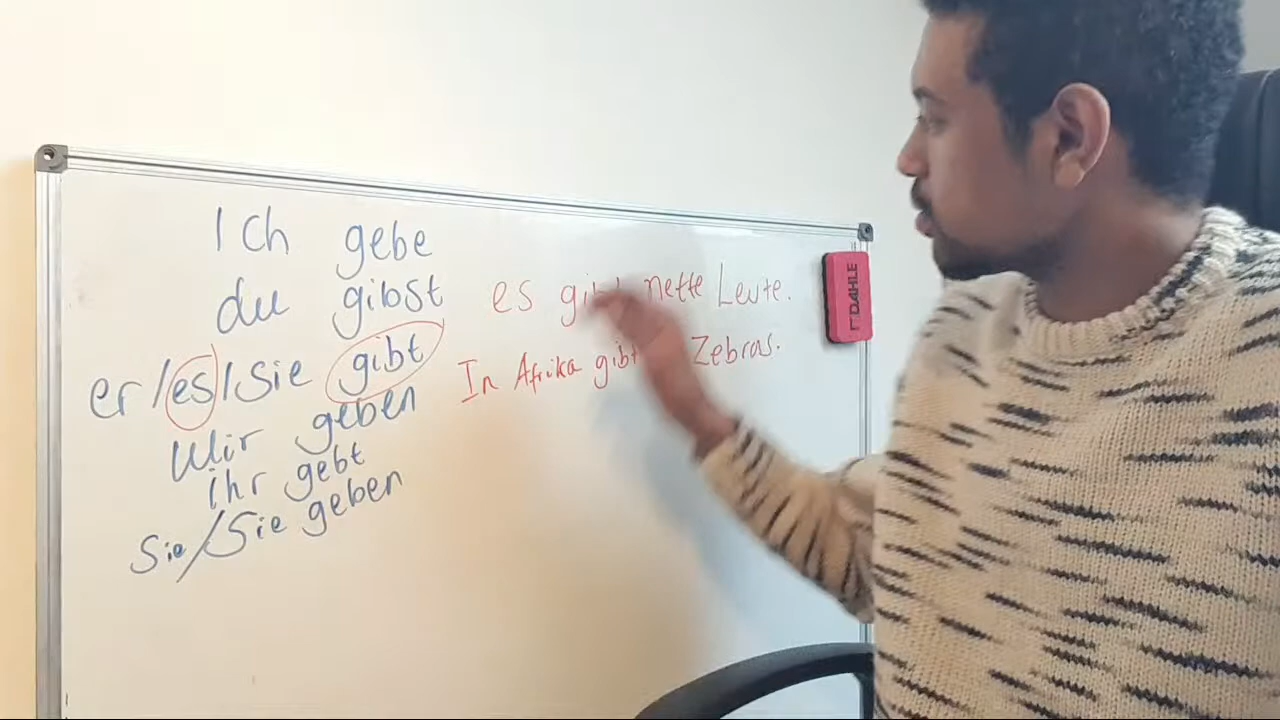 Ich gebe
du gibst
er/es/sie gibt
Wir geben
ihr gebt
Sie/Sie geben
es nette Leute.
In Afrika gibt Zebras.
DAHLE